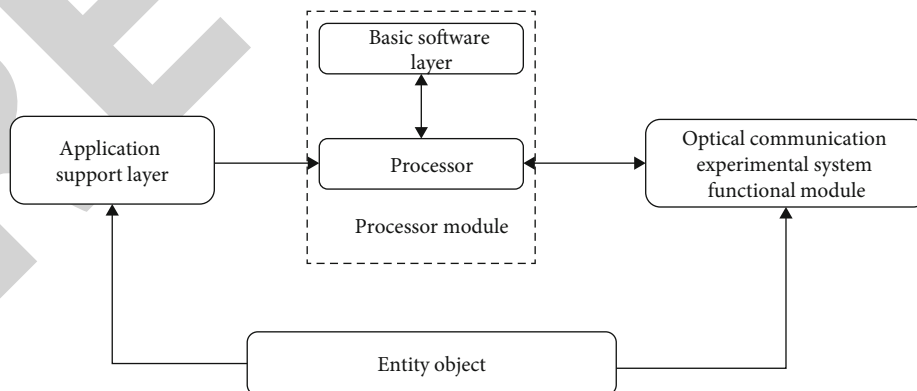 Basic software
layer
Application
support layer
Processor
Optical communication
experimental system
functional module
Processor module
Entity object